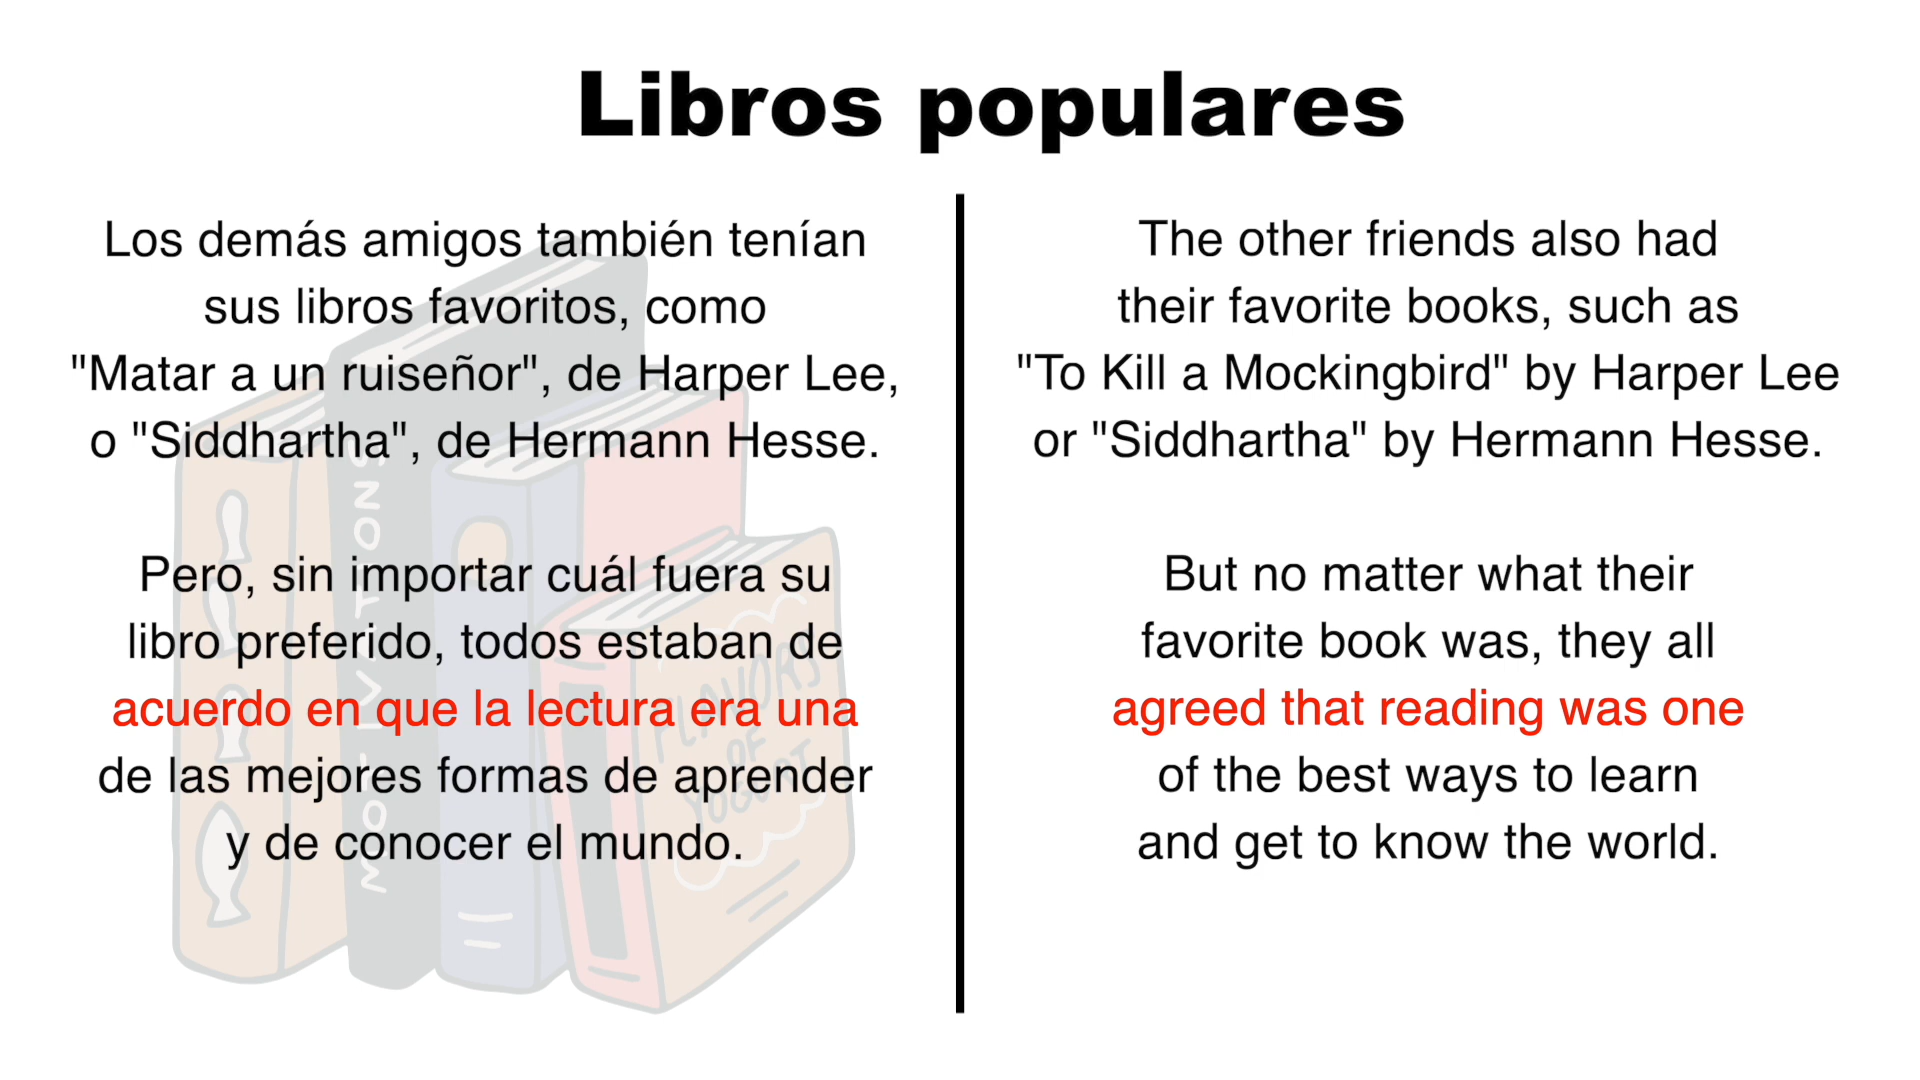 Libros populares
Los demás amigos también tenían
sus libros favoritos, como
"Matar a un ruiseñor", de Harper Lee,
o "Siddhartha", de Hermann Hesse.
Pero, sin importar cuál fuera su
libro preferido, todos estaban de
acuerdo en que la lectura era una
de las mejores formas de aprender
y de conocer el mundo.
The other friends also had
their favorite books, such as
"To Kill a Mockingbird" by Harper Lee
or "Siddhartha" by Hermann Hesse.
But no matter what their
favorite book was, they all
agreed that reading was one
of the best ways to learn
and get to know the world.
FLAVORS
OF
YOGURT